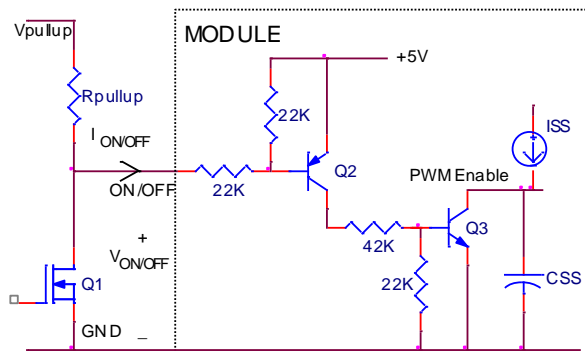 Vpullup
MODULE
+5V
Rpullup
22K
ISS
I ON/OFF
Q2
PWM Enable
ON/OFF
22K
+
42K
Q3
V ON/OFF
22K
CSS
Q1
GND
_